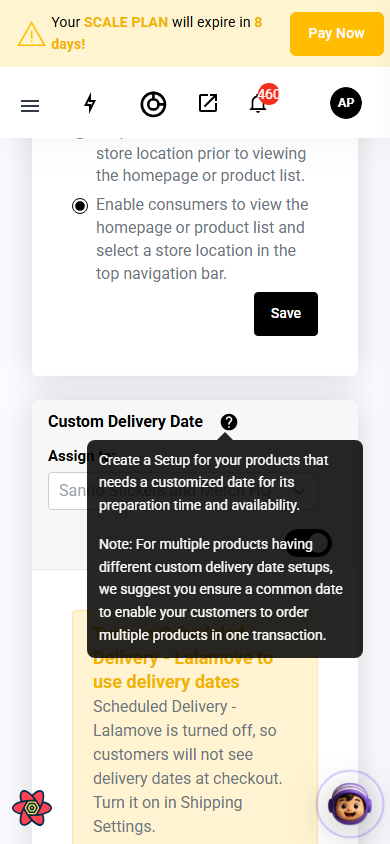 Your SCALE PLAN will expire in 8
days!
Pay Now
460
AP
store location prior to viewing
the homepage or product list.
Enable consumers to view the
homepage or product list and
select a store location in the
top navigation bar.
Save
Custom Delivery Date
Assign to:
Create a Setup for your products that
needs a customized date for its
preparation time and availability.
Note: For multiple products having
different custom delivery date setups,
we suggest you ensure a common date
to enable your customers to order
multiple products in one transaction.
Delivery - Lalamove to
use delivery dates
Scheduled Delivery -
Lalamove is turned off, so
customers will not see
delivery dates at checkout.
Turn it on in Shipping
Settings.